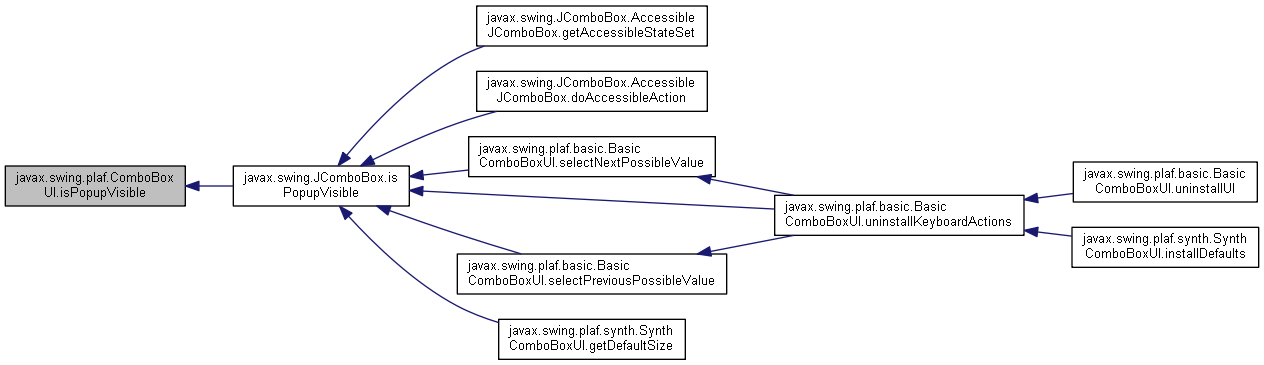 javax.swing.plaf.ComboBox
UI.isPopupVisible
javax.swing.JComboBox.is
PopupVisible
javax.swing.JComboBox.Accessible
JComboBox.getAccessibleStateSet
javax.swing.JComboBox.Accessible
JComboBox.doAccessibleAction
javax.swing.plaf.basic.Basic
ComboBoxUI.selectNextPossibleValue
javax.swing.plaf.basic.Basic
ComboBoxUI.selectPreviousPossibleValue
javax.swing.plaf.synth.Synth
ComboBoxUI.getDefaultSize
javax.swing.plaf.basic.Basic
ComboBoxUI.uninstallKeyboardActions
javax.swing.plaf.basic.Basic
ComboBoxUI.uninstallUI
javax.swing.plaf.synth.Synth
ComboBoxUI.installDefaults